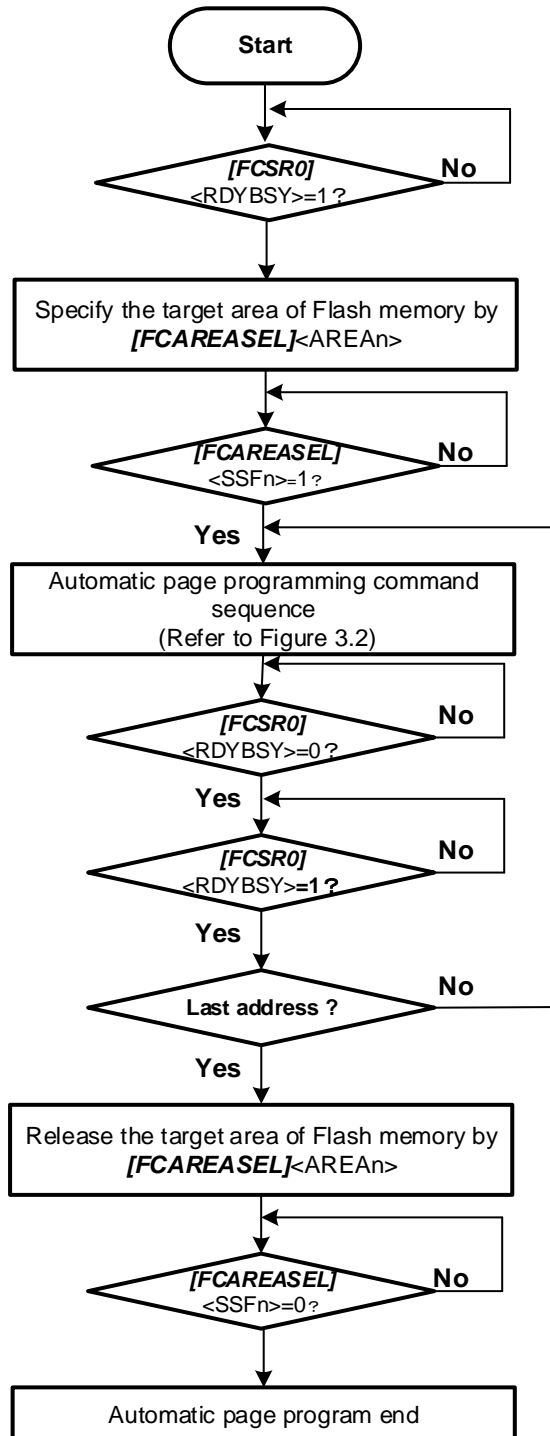 Start
[FCSR0]
<RDYBSY>=1?
No
Specify the target area of Flash memory by
[FCAREASEL]<AREAn>
[FCAREASEL]
<SSFn>=1?
No
Yes
Automatic page programming command
sequence
(Refer to Figure 3.2)
[FCSR0]
<RDYBSY>=0?
No
Yes
[FCSR0]
<RDYBSY>=1?
No
Yes
Last address ?
No
Yes
Release the target area of Flash memory by
[FCAREASEL]<AREAn>
[FCAREASEL]
<SSFn>=0?
No
Automatic page program end